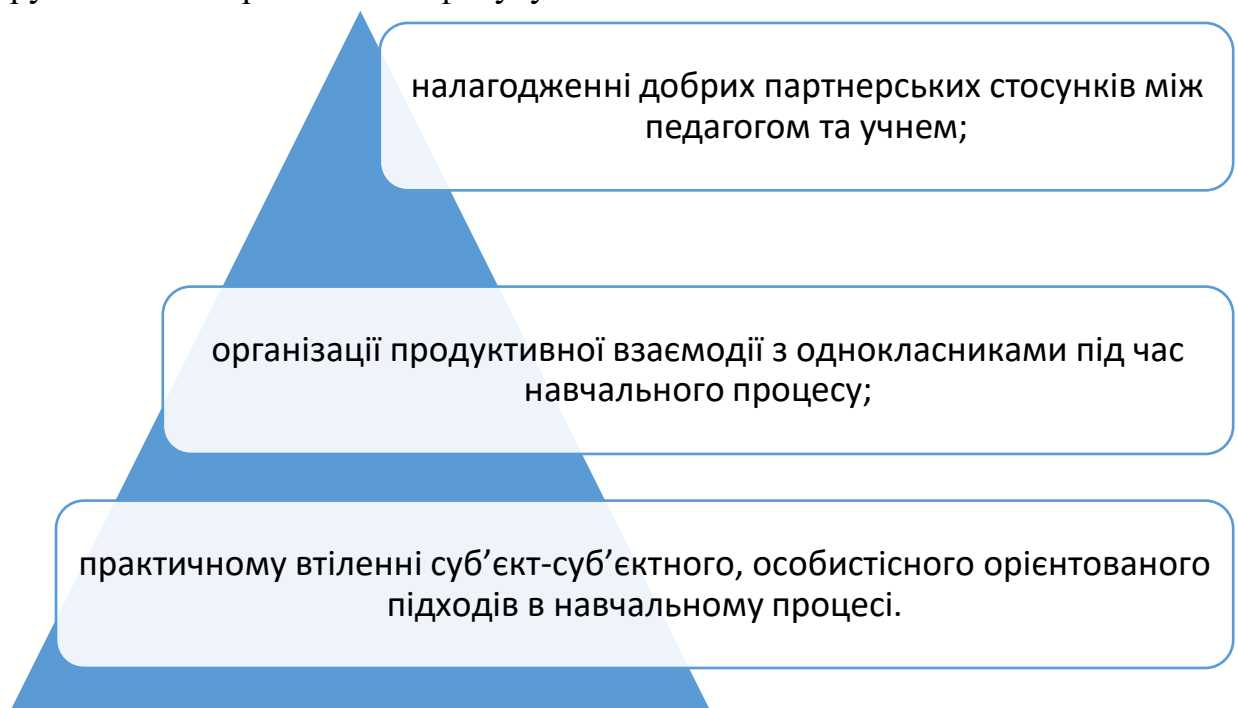 налагодженні добрих партнерських стосунків між
педагогом та учнем;
організації продуктивної взаємодії з однокласниками під час
навчального процесу;
практичному втіленні суб’єкт-суб’єктного, особистісного орієнтованого
підходів в навчальному процесі.